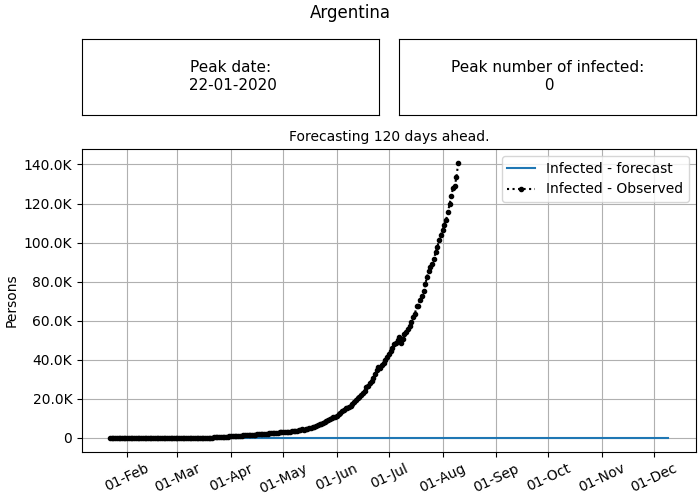 Argentina
Peak date:
22-01-2020
Peak number of infected:
0
Forecasting 120 days ahead.
Infected - forecast
Infected - Observed
Persons
140.0K
120.0K
100.0K
80.0K
60.0K
40.0K
20.0K
0
01-Feb
01-Mar
01-Apr
01-May
01-Jun
01-Jul
01-Aug
01-Sep
01-Oct
01-Nov
01-Dec